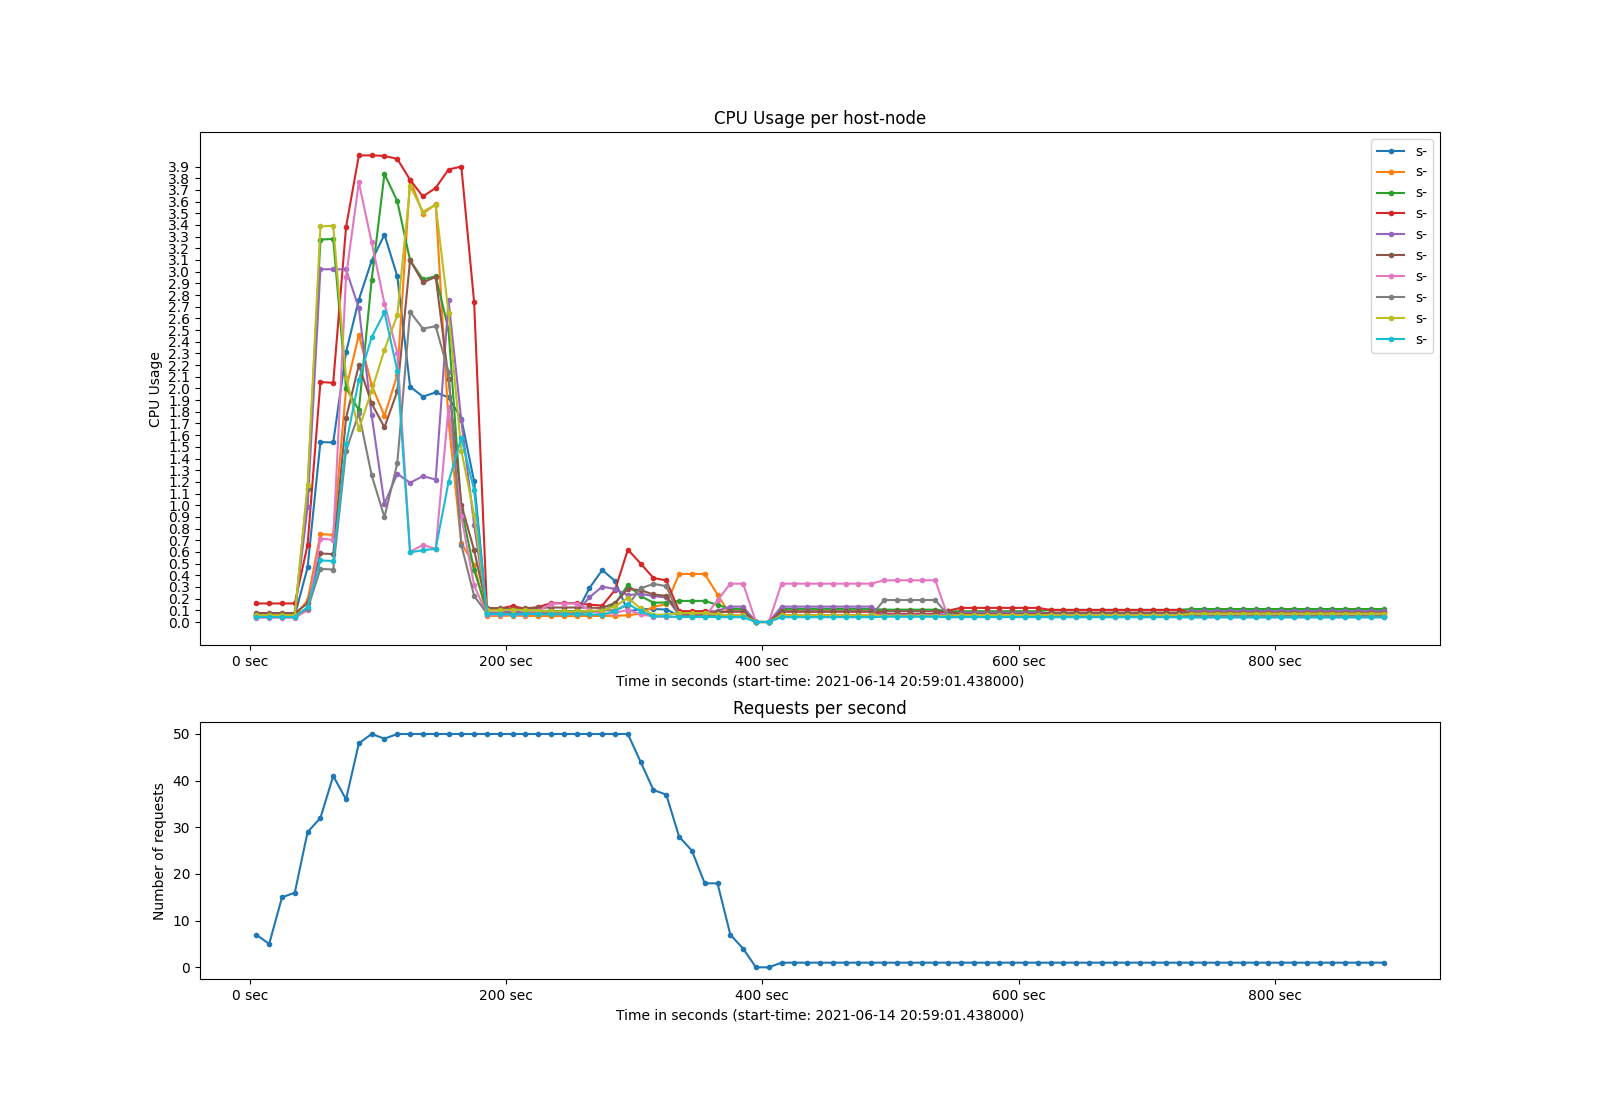 CPU Usage per host-node
3.9
3.8
3.7
3.6
3.5
3.4
3.3
3.2
3.1
3.0
2.9
2.8
2.7
2.6
2.5
2.4
2.3
2.2
2.1
2.0
1.9
1.8
1.7
1.6
1.5
1.4
1.3
1.2
1.1
1.0
0.9
0.8
0.7
0.6
0.5
0.4
0.3
0.2
0.1
0.0
CPU Usage
s-
s-
s-
s-
s-
s-
s-
s-
s-
s-
0 sec 200 sec 400 sec 600 sec 800 sec
Time in seconds (start-time: 2021-06-14 20:59:01.438000)
Requests per second
50
40
30
20
10
0
Number of requests
0 sec 200 sec 400 sec 600 sec 800 sec
Time in seconds (start-time: 2021-06-14 20:59:01.438000)